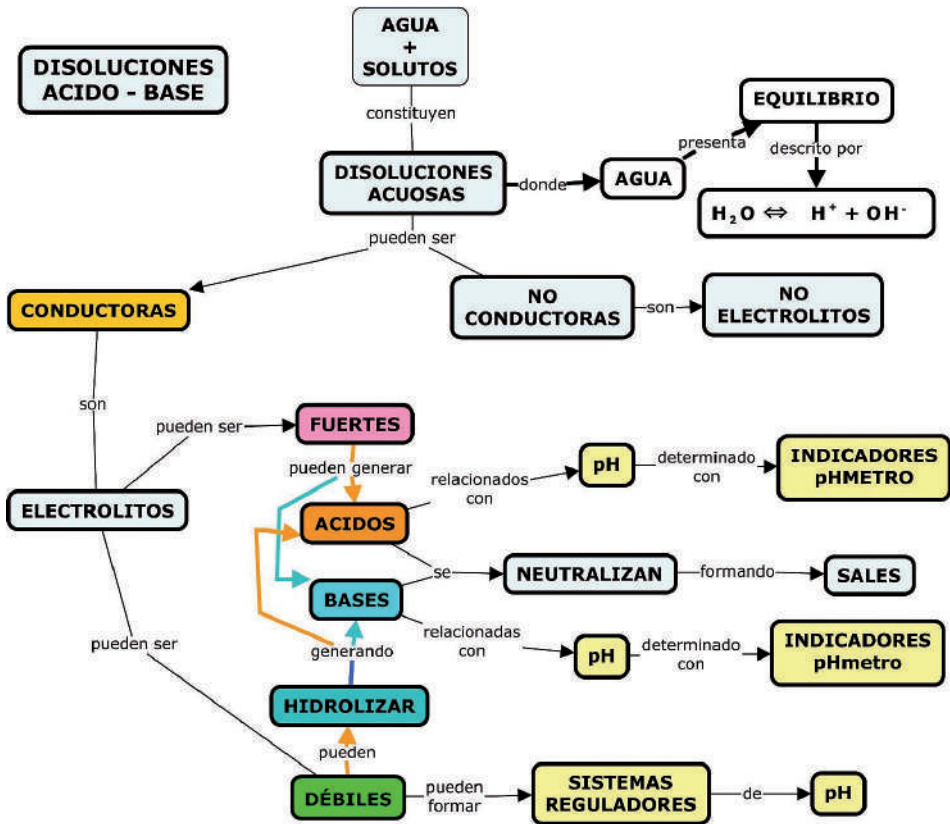 DISOLUCIONES
ACIDO - BASE
AGUA
+
SOLUTOS
constituyen
DISOLUCIONES
ACUOSAS
donde
AGUA
presenta
EQUILIBRIO
descrito por
H₂O ⇔ H⁺ + OH⁻
pueden ser
CONDUCTORAS
NO
CONDUCTORAS
son
NO
ELECTROLITOS
son
ELECTROLITOS
pueden ser
FUERTES
pueden generar
ACIDOS
relacionados
con
pH
determinado
con
INDICADORES
pHMETRO
se
NEUTRALIZAN
formando
SALES
BASES
relacionadas
con
pH
determinado
con
INDICADORES
pHmetro
generando
HIDROLIZAR
pueden
pueden ser
DÉBILES
pueden
formar
SISTEMAS
REGULADORES
de
pH